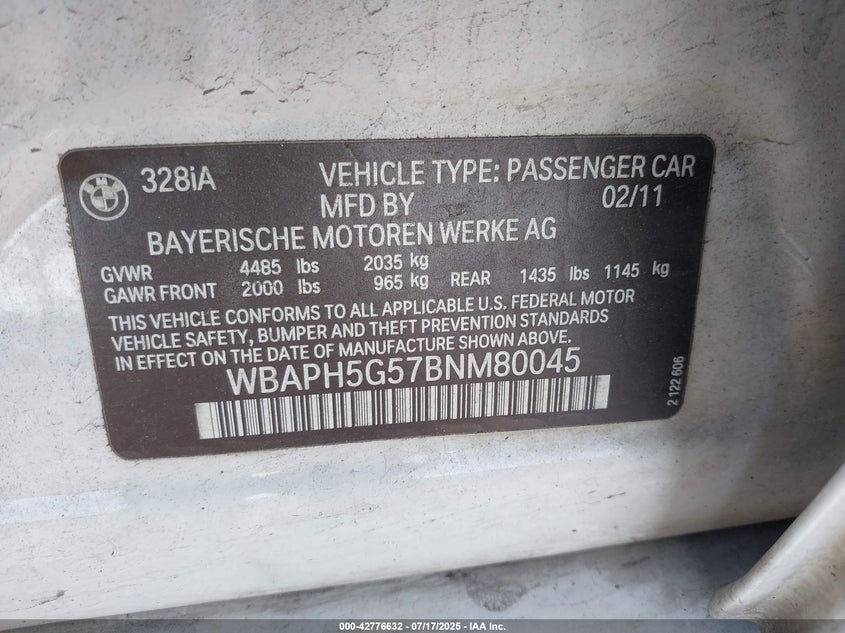 BMW
328iA VEHICLE TYPE: PASSENGER CAR
MFD BY 02/11
BAYERISCHE MOTOREN WERKE AG
GVWR 4485 lbs 2035 kg
GAWR FRONT 2000 lbs 965 kg REAR 1435 lbs 1145 kg
THIS VEHICLE CONFORMS TO ALL APPLICABLE U.S. FEDERAL MOTOR
VEHICLE SAFETY, BUMPER AND THEFT PREVENTION STANDARDS
IN EFFECT ON THE DATE OF MANUFACTURE SHOWN ABOVE.
WBAPH5G57BNM80045
2 122 606
000-42776632 - 07/17/2025 - IAA Inc.